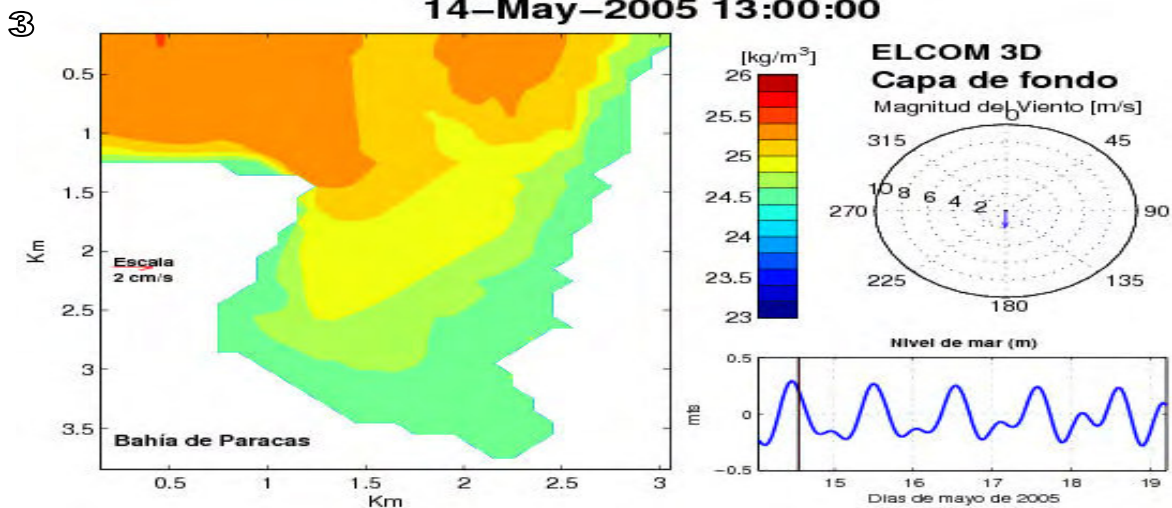 3
14-May-2005 13:00:00
0.5
1
1.5
2
2.5
3
3.5
Km
0.5
1
1.5
2
2.5
3
Km
Escala
2 cm/s
Bahía de Paracas
[kg/m³]
26
25.5
25
24.5
24
23.5
23
ELCOM 3D
Capa de fondo
Magnitud del Viento [m/s]
0
315
45
10 8 6 4 2
270
90
225
135
180
Nivel de mar (m)
0.5
0
-0.5
mts
15
16
17
18
19
Dias de mayo de 2005